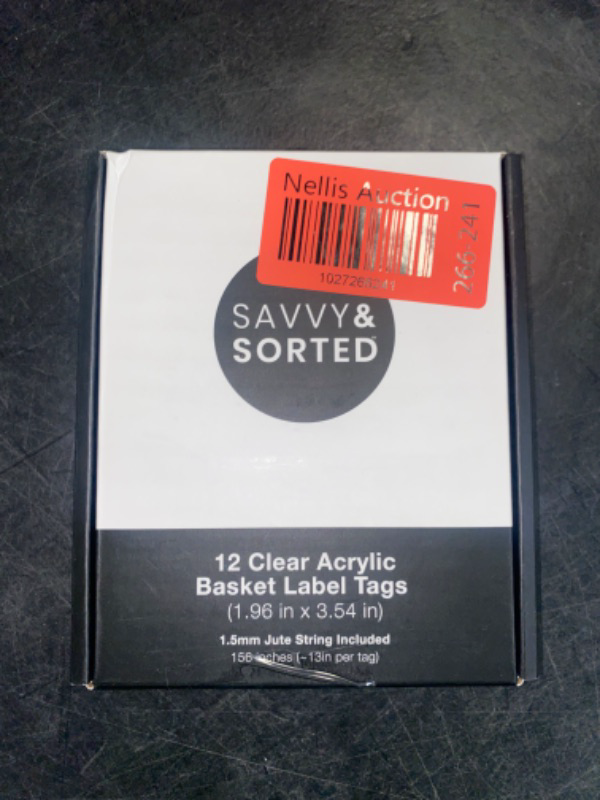 Nellis Auction
266-241
SAVVY&
SORTED
12 Clear Acrylic
Basket Label Tags
(1.96 in x 3.54 in)
1.5mm Jute String Included
156 inches (~13in per tag)